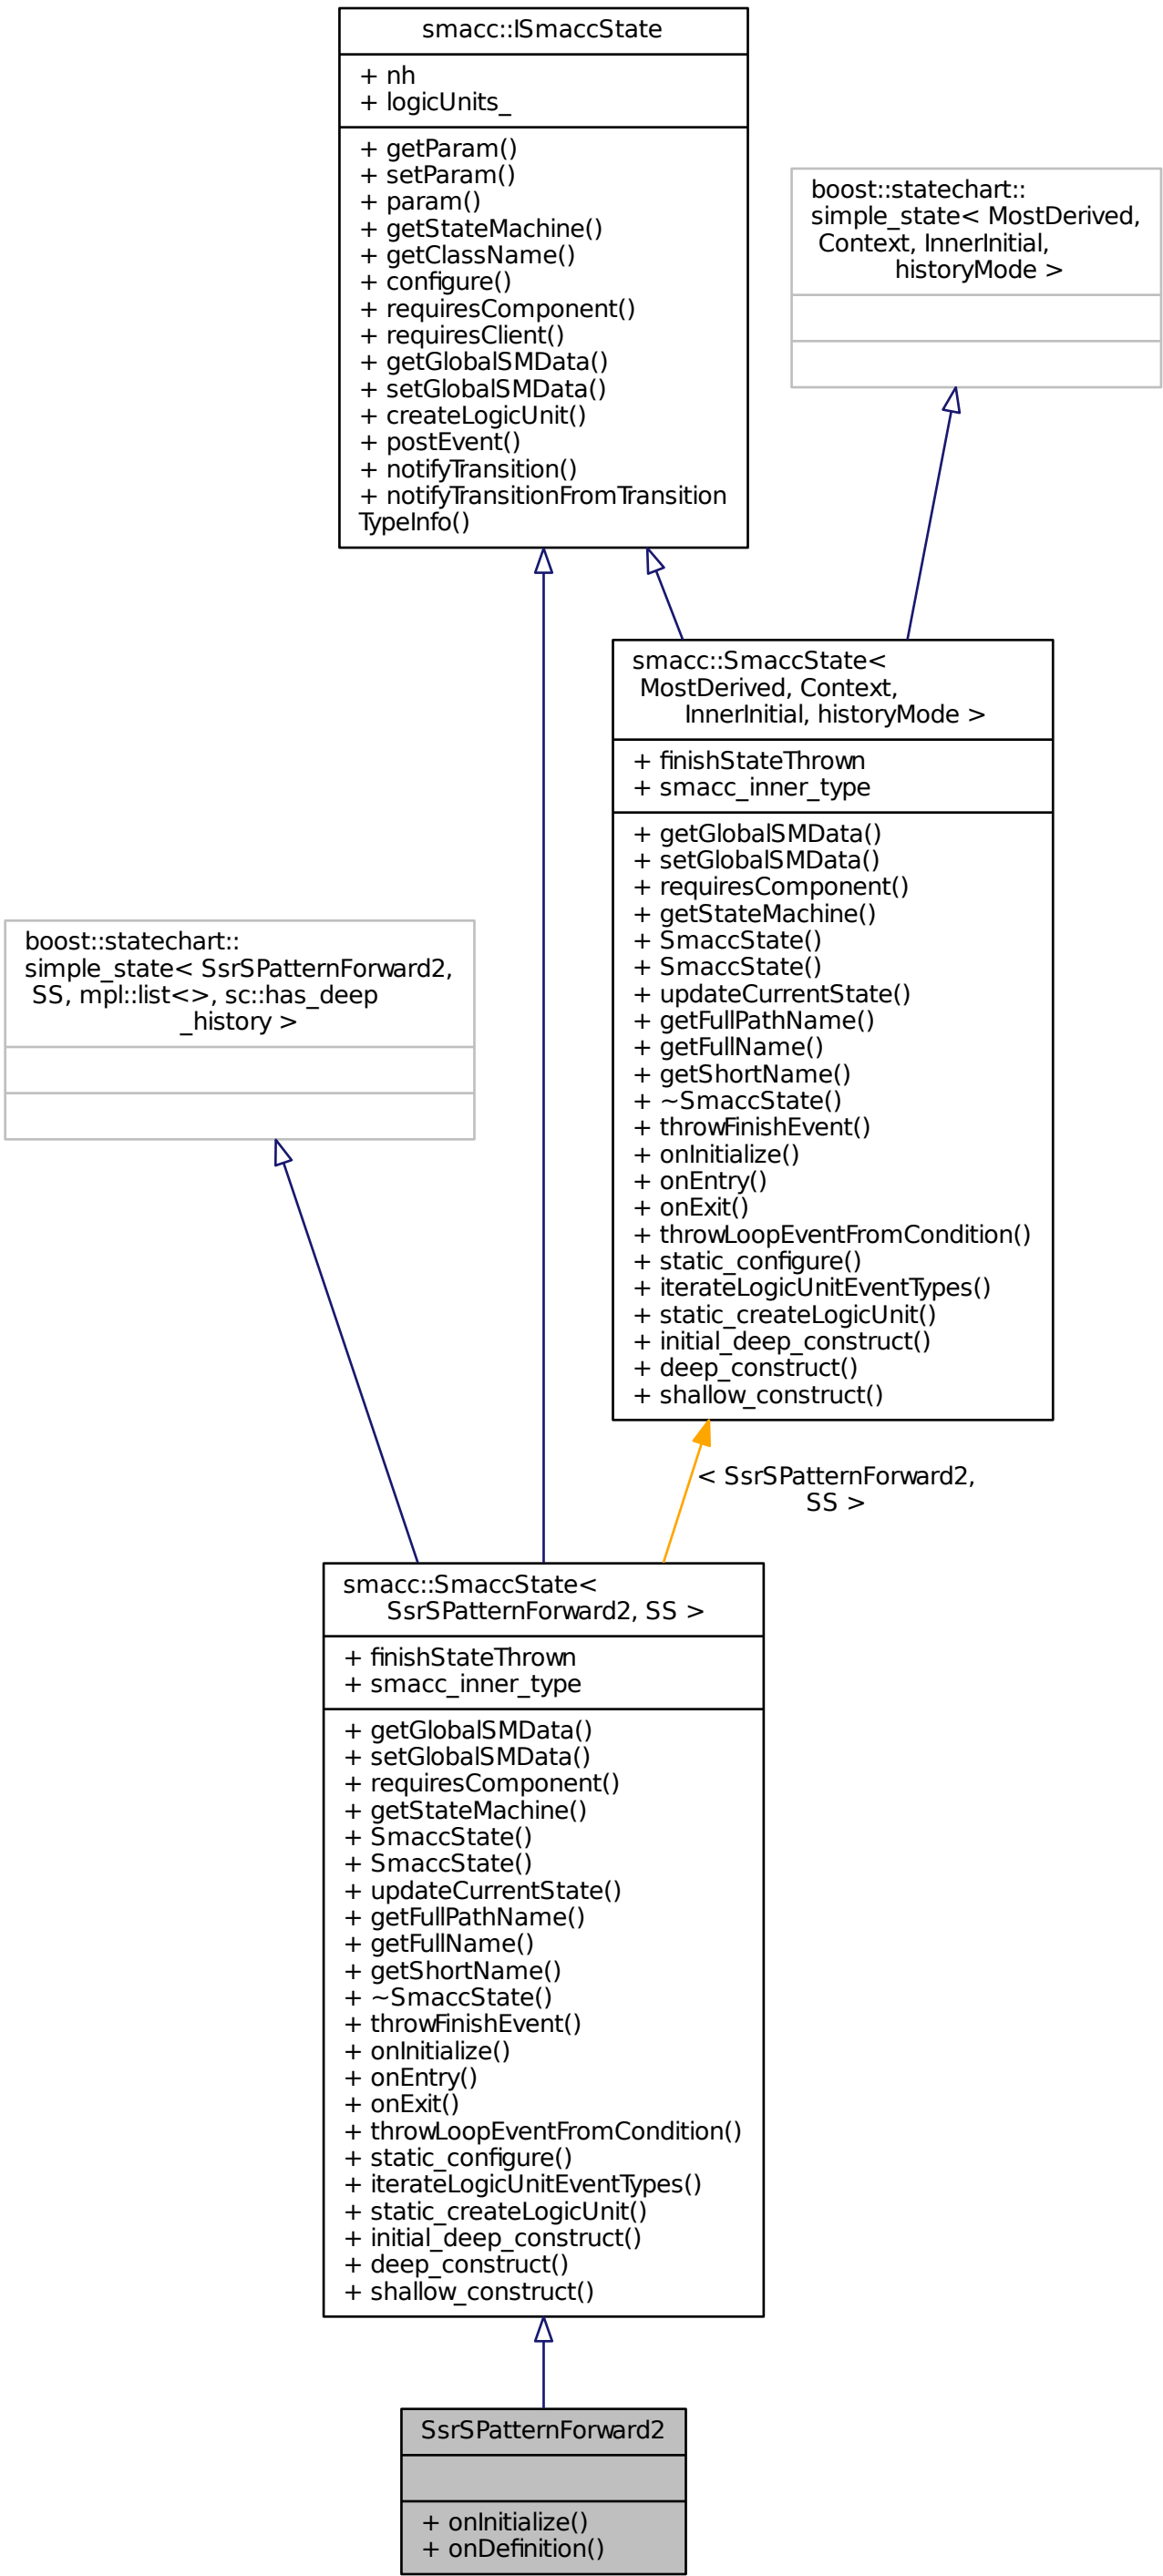 smacc::ISmaccState
+ nh
+ logicUnits_
+ getParam()
+ setParam()
+ param()
+ getStateMachine()
+ getClassName()
+ configure()
+ requiresComponent()
+ requiresClient()
+ getGlobalSMData()
+ setGlobalSMData()
+ createLogicUnit()
+ postEvent()
+ notifyTransition()
+ notifyTransitionFromTransition
TypeInfo()
boost::statechart::
simple_state< MostDerived,
Context, InnerInitial,
historyMode >
smacc::SmaccState<
MostDerived, Context,
InnerInitial, historyMode >
+ finishStateThrown
+ smacc_inner_type
+ getGlobalSMData()
+ setGlobalSMData()
+ requiresComponent()
+ getStateMachine()
+ SmaccState()
+ SmaccState()
+ updateCurrentState()
+ getFullPathName()
+ getFullName()
+ getShortName()
+ ~SmaccState()
+ throwFinishEvent()
+ onInitialize()
+ onEntry()
+ onExit()
+ throwLoopEventFromCondition()
+ static_configure()
+ iterateLogicUnitEventTypes()
+ static_createLogicUnit()
+ initial_deep_construct()
+ deep_construct()
+ shallow_construct()
boost::statechart::
simple_state< SsrSPatternForward2,
SS, mpl::list<>, sc::has_deep
_history >
< SsrSPatternForward2,
SS >
smacc::SmaccState<
SsrSPatternForward2, SS >
+ finishStateThrown
+ smacc_inner_type
+ getGlobalSMData()
+ setGlobalSMData()
+ requiresComponent()
+ getStateMachine()
+ SmaccState()
+ SmaccState()
+ updateCurrentState()
+ getFullPathName()
+ getFullName()
+ getShortName()
+ ~SmaccState()
+ throwFinishEvent()
+ onInitialize()
+ onEntry()
+ onExit()
+ throwLoopEventFromCondition()
+ static_configure()
+ iterateLogicUnitEventTypes()
+ static_createLogicUnit()
+ initial_deep_construct()
+ deep_construct()
+ shallow_construct()
SsrSPatternForward2
+ onInitialize()
+ onDefinition()